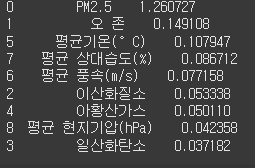 0 PM2.5 1.260727
1 오 존 0.149108
5 평균기온(°C) 0.107947
7 평균 상대습도(%) 0.086712
6 평균 풍속(m/s) 0.077158
2 이산화질소 0.053338
4 아황산가스 0.050110
8 평균 현지기압(hPa) 0.042358
3 일산화탄소 0.037182